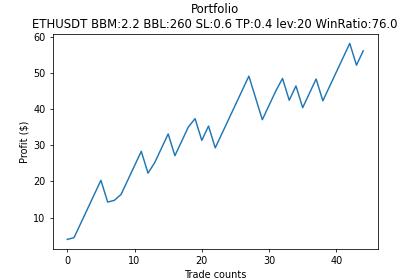 Portfolio
ETHUSDT BBM:2.2 BBL:260 SL:0.6 TP:0.4 lev:20 WinRatio:76.0
60
50
40
30
20
10
Profit ($)
0 10 20 30 40
Trade counts